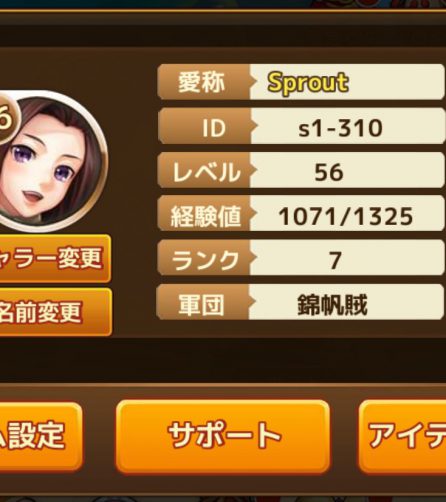 愛称 Sprout
6
ID s1-310
レベル 56
経験値 1071/1325
ャラー変更
ランク 7
名前変更
軍団 錦帆賊
ム設定
サポート
アイテ